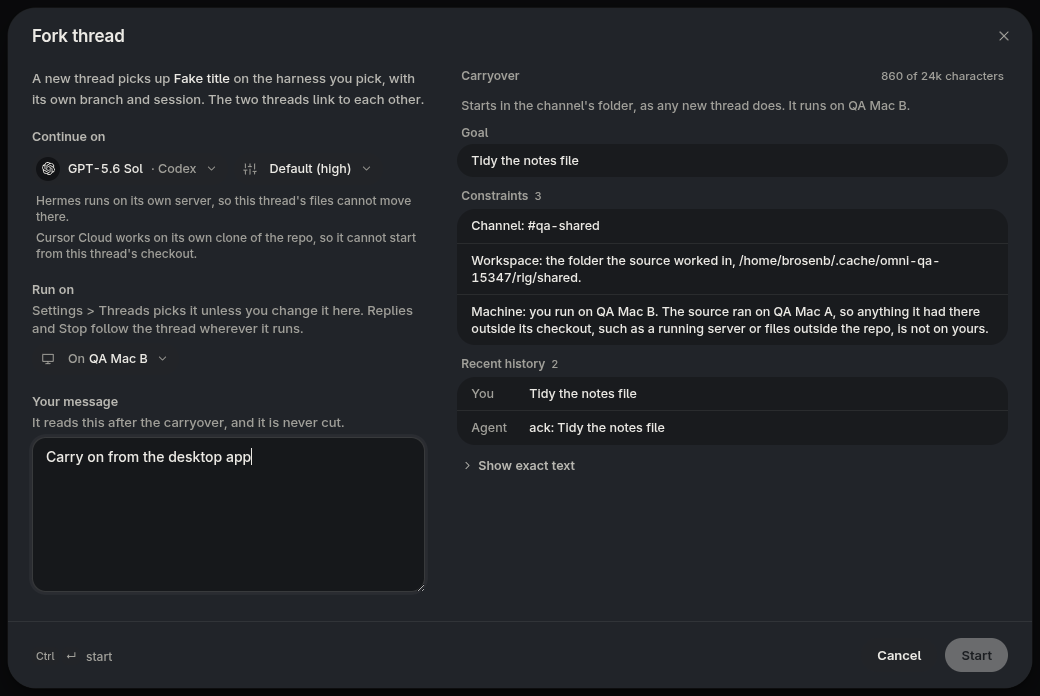 Fork thread
A new thread picks up Fake title on the harness you pick, with
its own branch and session. The two threads link to each other.
Continue on
GPT-5.6 Sol · Codex
Default (high)
Hermes runs on its own server, so this thread's files cannot move
there.
Cursor Cloud works on its own clone of the repo, so it cannot start
from this thread's checkout.
Run on
Settings > Threads picks it unless you change it here. Replies
and Stop follow the thread wherever it runs.
On QA Mac B
Your message
It reads this after the carryover, and it is never cut.
Carry on from the desktop app
Carryover
860 of 24k characters
Starts in the channel's folder, as any new thread does. It runs on QA Mac B.
Goal
Tidy the notes file
Constraints 3
Channel: #qa-shared
Workspace: the folder the source worked in, /home/brosenb/.cache/omni-qa-
15347/rig/shared.
Machine: you run on QA Mac B. The source ran on QA Mac A, so anything it had there
outside its checkout, such as a running server or files outside the repo, is not on yours.
Recent history 2
You Tidy the notes file
Agent ack: Tidy the notes file
Show exact text
Ctrl ↵ start
Cancel
Start